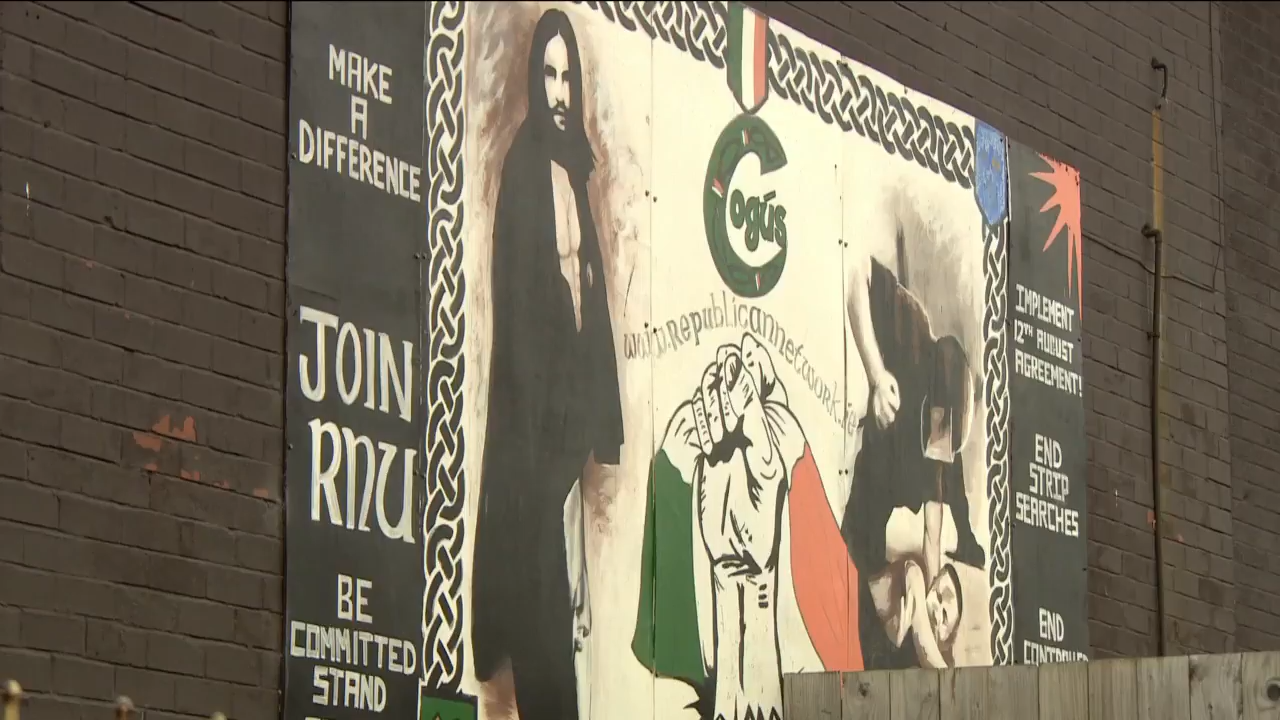 MAKE
A
DIFFERENCE
JOIN
RNU
BE
COMMITTED
STAND
Cogús
www.republicannetwork.ie
IMPLEMENT
12TH AUGUST
AGREEMENT!
END
STRIP
SEARCHES
END
CONTROLLED